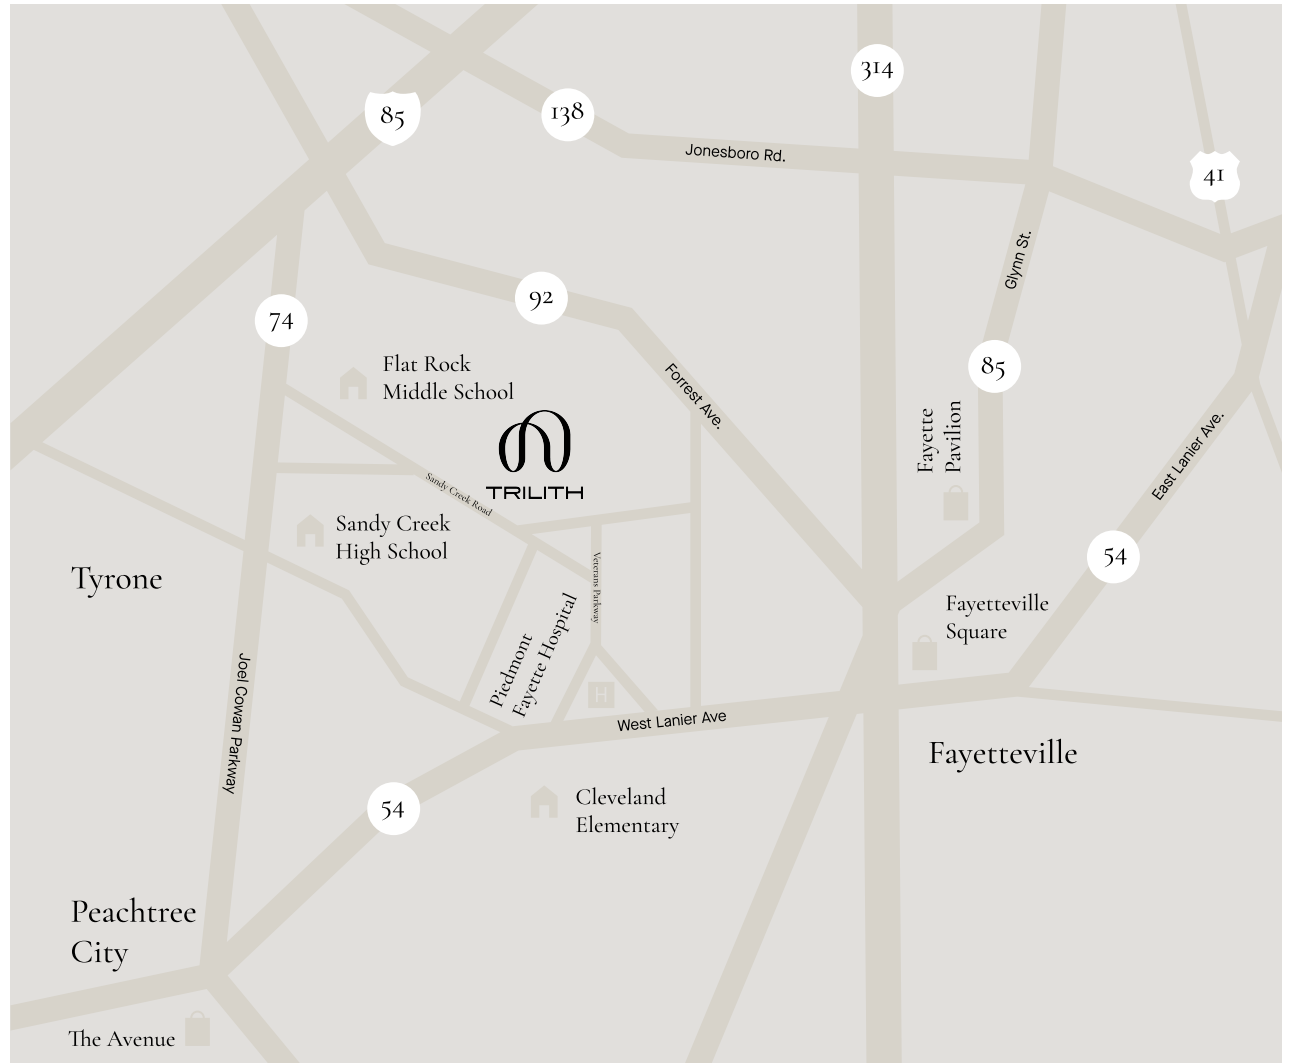 314
85
138
Jonesboro Rd.
41
Glynn St.
92
74
Flat Rock
Middle School
Forrest Ave.
85
Fayette
Pavilion
East Lanier Ave.
TRILITH
Sandy Creek Road
Sandy Creek
High School
54
Tyrone
Veterans Parkway
Fayetteville
Square
Piedmont
Fayette Hospital
H
Joel Cowan Parkway
West Lanier Ave
Fayetteville
54
Cleveland
Elementary
Peachtree
City
The Avenue